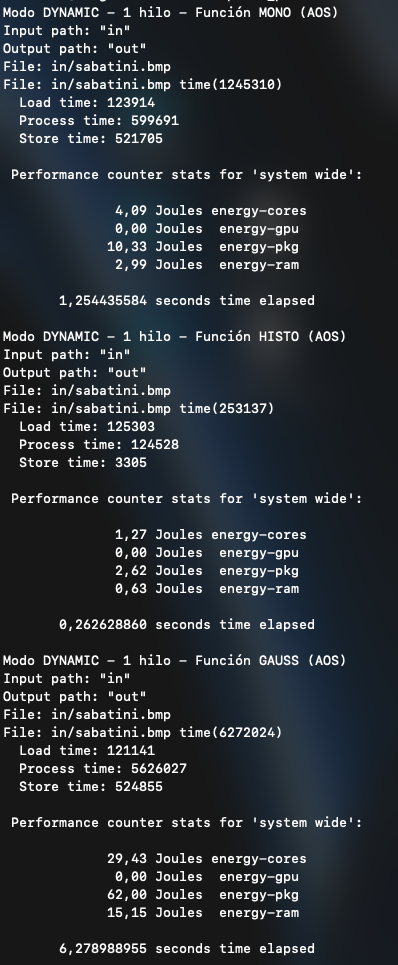 Modo DYNAMIC – 1 hilo – Función MONO (AOS)
Input path: "in"
Output path: "out"
File: in/sabatini.bmp
File: in/sabatini.bmp time(1245310)
Load time: 123914
Process time: 599691
Store time: 521705
Performance counter stats for 'system wide':
4,09 Joules energy-cores
0,00 Joules energy-gpu
10,33 Joules energy-pkg
2,99 Joules energy-ram
1,254435584 seconds time elapsed
Modo DYNAMIC – 1 hilo – Función HISTO (AOS)
Input path: "in"
Output path: "out"
File: in/sabatini.bmp
File: in/sabatini.bmp time(253137)
Load time: 125303
Process time: 124528
Store time: 3305
Performance counter stats for 'system wide':
1,27 Joules energy-cores
0,00 Joules energy-gpu
2,62 Joules energy-pkg
0,63 Joules energy-ram
0,262628860 seconds time elapsed
Modo DYNAMIC – 1 hilo – Función GAUSS (AOS)
Input path: "in"
Output path: "out"
File: in/sabatini.bmp
File: in/sabatini.bmp time(6272024)
Load time: 121141
Process time: 5626027
Store time: 524855
Performance counter stats for 'system wide':
29,43 Joules energy-cores
0,00 Joules energy-gpu
62,00 Joules energy-pkg
15,15 Joules energy-ram
6,278988955 seconds time elapsed